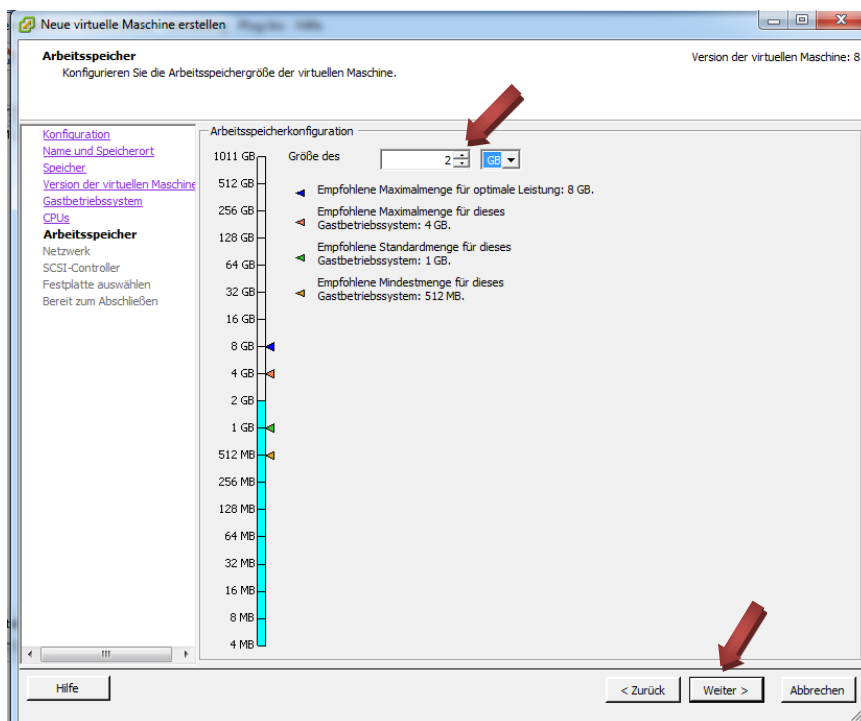 Neue virtuelle Maschine erstellen
Arbeitsspeicher
Konfigurieren Sie die Arbeitsspeichergröße der virtuellen Maschine.
Version der virtuellen Maschine: 8
Konfiguration
Name und Speicherort
Speicher
Version der virtuellen Maschine
Gastbetriebssystem
CPUs
Arbeitsspeicher
Netzwerk
SCSI-Controller
Festplatte auswählen
Bereit zum Abschließen
Arbeitsspeicherkonfiguration
Größe des 2 GB
1011 GB
512 GB
256 GB
128 GB
64 GB
32 GB
16 GB
8 GB
4 GB
2 GB
1 GB
512 MB
256 MB
128 MB
64 MB
32 MB
16 MB
8 MB
4 MB
Empfohlene Maximalmenge für optimale Leistung: 8 GB.
Empfohlene Maximalmenge für dieses
Gastbetriebssystem: 4 GB.
Empfohlene Standardmenge für dieses
Gastbetriebssystem: 1 GB.
Empfohlene Mindestmenge für dieses
Gastbetriebssystem: 512 MB.
Hilfe
< Zurück
Weiter >
Abbrechen